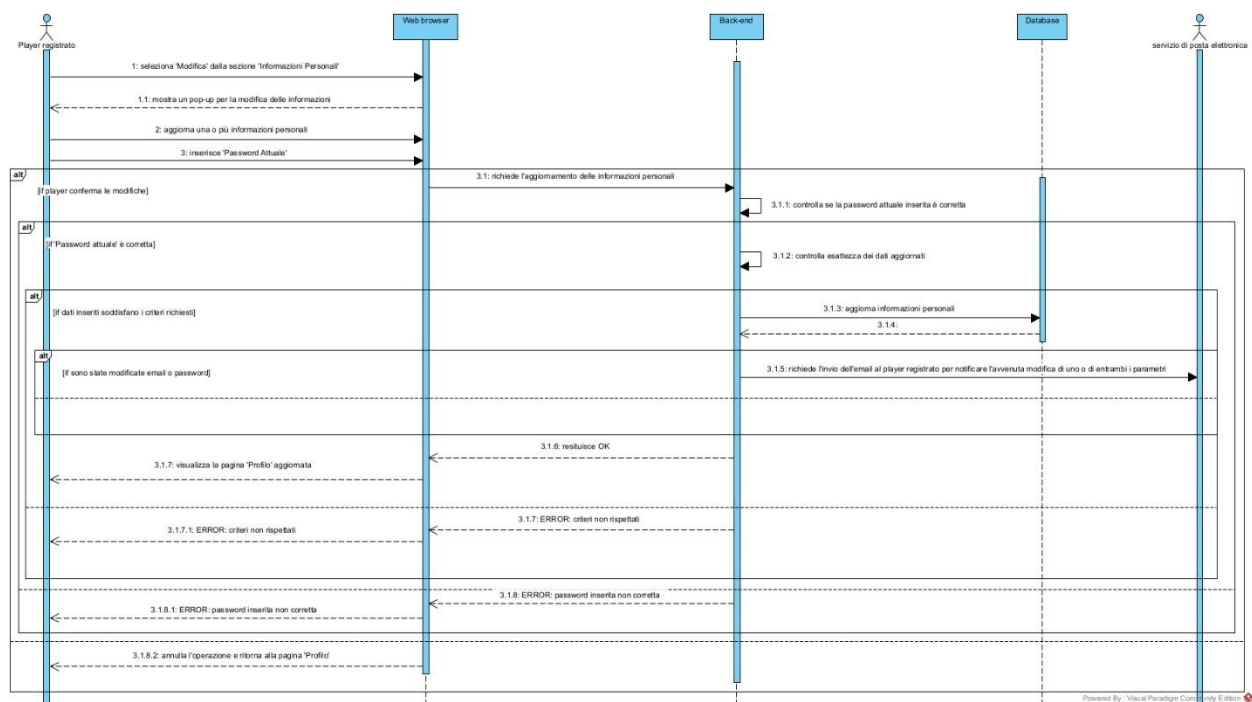 Web browser
Back-end
Database
Player registrato
servizio di posta elettronica
1: seleziona 'Modifica' dalla sezione 'Informazioni Personali'
1.1: mostra un pop-up per la modifica delle informazioni
2: aggiorna una o più informazioni personali
3: inserisce 'Password Attuale'
alt
[if player conferma le modifiche]
3.1: richiede l'aggiornamento delle informazioni personali
3.1.1: controlla se la password attuale inserita è corretta
alt
[if 'Password attuale' è corretta]
3.1.2: controlla esattezza dei dati aggiornati
alt
[if dati inseriti soddisfano i criteri richiesti]
3.1.3: aggiorna informazioni personali
3.1.4:
alt
[if sono state modificate email o password]
3.1.5: richiede l'invio dell'email al player registrato per notificare l'avvenuta modifica di uno o di entrambi i parametri
3.1.6: resituisce OK
3.1.7: visualizza la pagina 'Profilo' aggiornata
3.1.7: ERROR: criteri non rispettati
3.1.7.1: ERROR: criteri non rispettati
3.1.8: ERROR: password inserita non corretta
3.1.8.1: ERROR: password inserita non corretta
3.1.8.2: annulla l'operazione e ritorna alla pagina 'Profilo'
Powered By : Visual Paradigm Community Edition